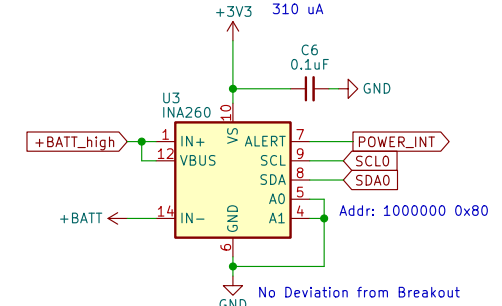 +3V3
310 uA
C6
0.1uF
GND
U3
INA260
10
VS
+BATT_high
1
IN+
ALERT
7
POWER_INT
12
VBUS
SCL
9
SCL0
SDA
8
SDA0
A0
5
+BATT
14
IN-
A1
4
Addr: 1000000 0x80
GND
6
No Deviation from Breakout
GND